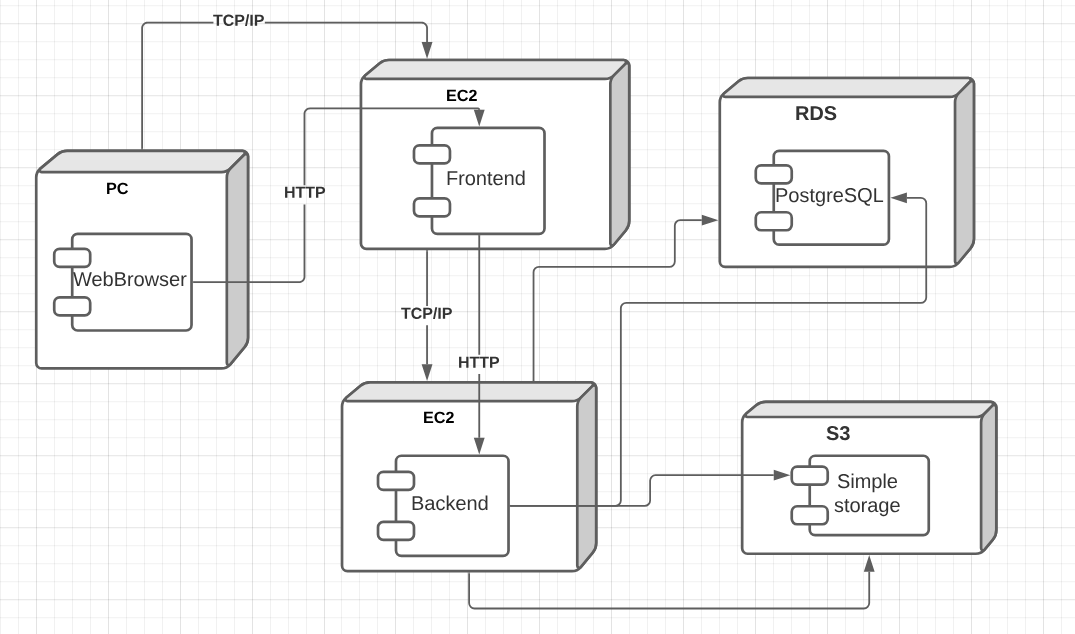 TCP/IP
EC2
RDS
Frontend
PC
HTTP
PostgreSQL
WebBrowser
TCP/IP
HTTP
EC2
S3
Backend
Simple
storage